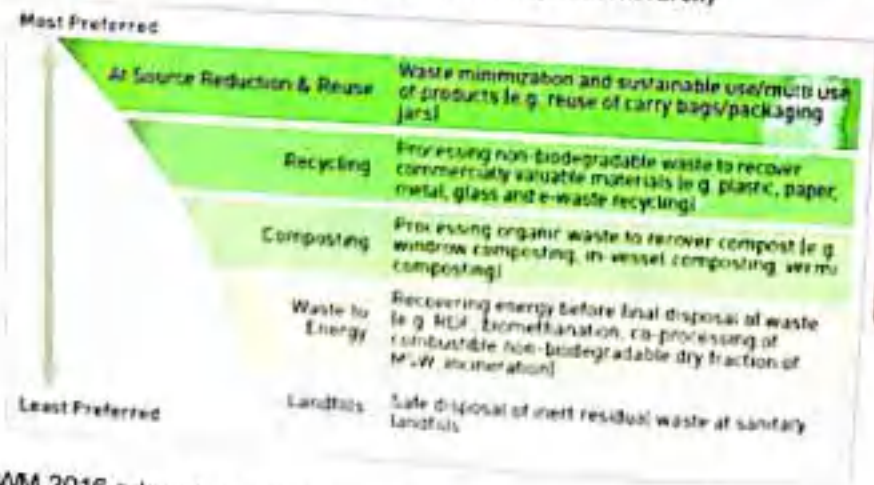 Most Preferred
At Source Reduction & Reuse
Waste minimization and sustainable use/multi use
of products (e.g. reuse of carry bags/packaging
jars)
Recycling
Processing non-biodegradable waste to recover
commercially valuable materials (e.g. plastic, paper,
metal, glass and e-waste recycling)
Composting
Processing organic waste to recover compost (e.g.
windrow composting, in-vessel composting, vermi
composting)
Waste to
Energy
Recovering energy before final disposal of waste
(e.g. RDF, biomethanation, co-processing of
combustible non-biodegradable dry fraction of
MSW, incineration)
Least Preferred
Landfills
Safe disposal of inert residual waste at sanitary
landfills
WM 2016